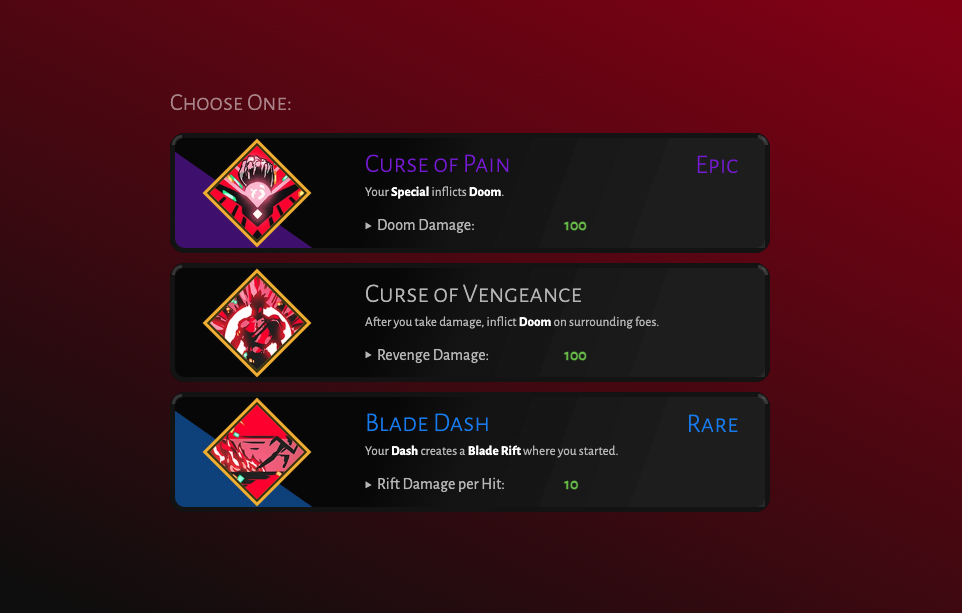 Choose One:
Curse of Pain
Epic
Your Special inflicts Doom.
▸ Doom Damage: 100
Curse of Vengeance
After you take damage, inflict Doom on surrounding foes.
▸ Revenge Damage: 100
Blade Dash
Rare
Your Dash creates a Blade Rift where you started.
▸ Rift Damage per Hit: 10